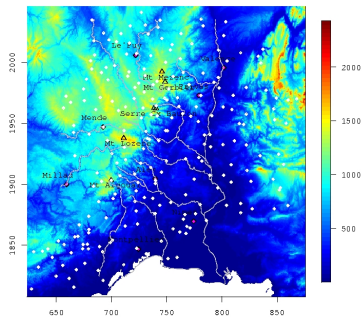 Le Puy
Mt Mezenc
Mt Gerbier
Serre
Mende
Mt Lozere
Millau
Mt Aigoual
2000
1950
1900
1850
650
700
750
800
850
2000
1500
1000
500